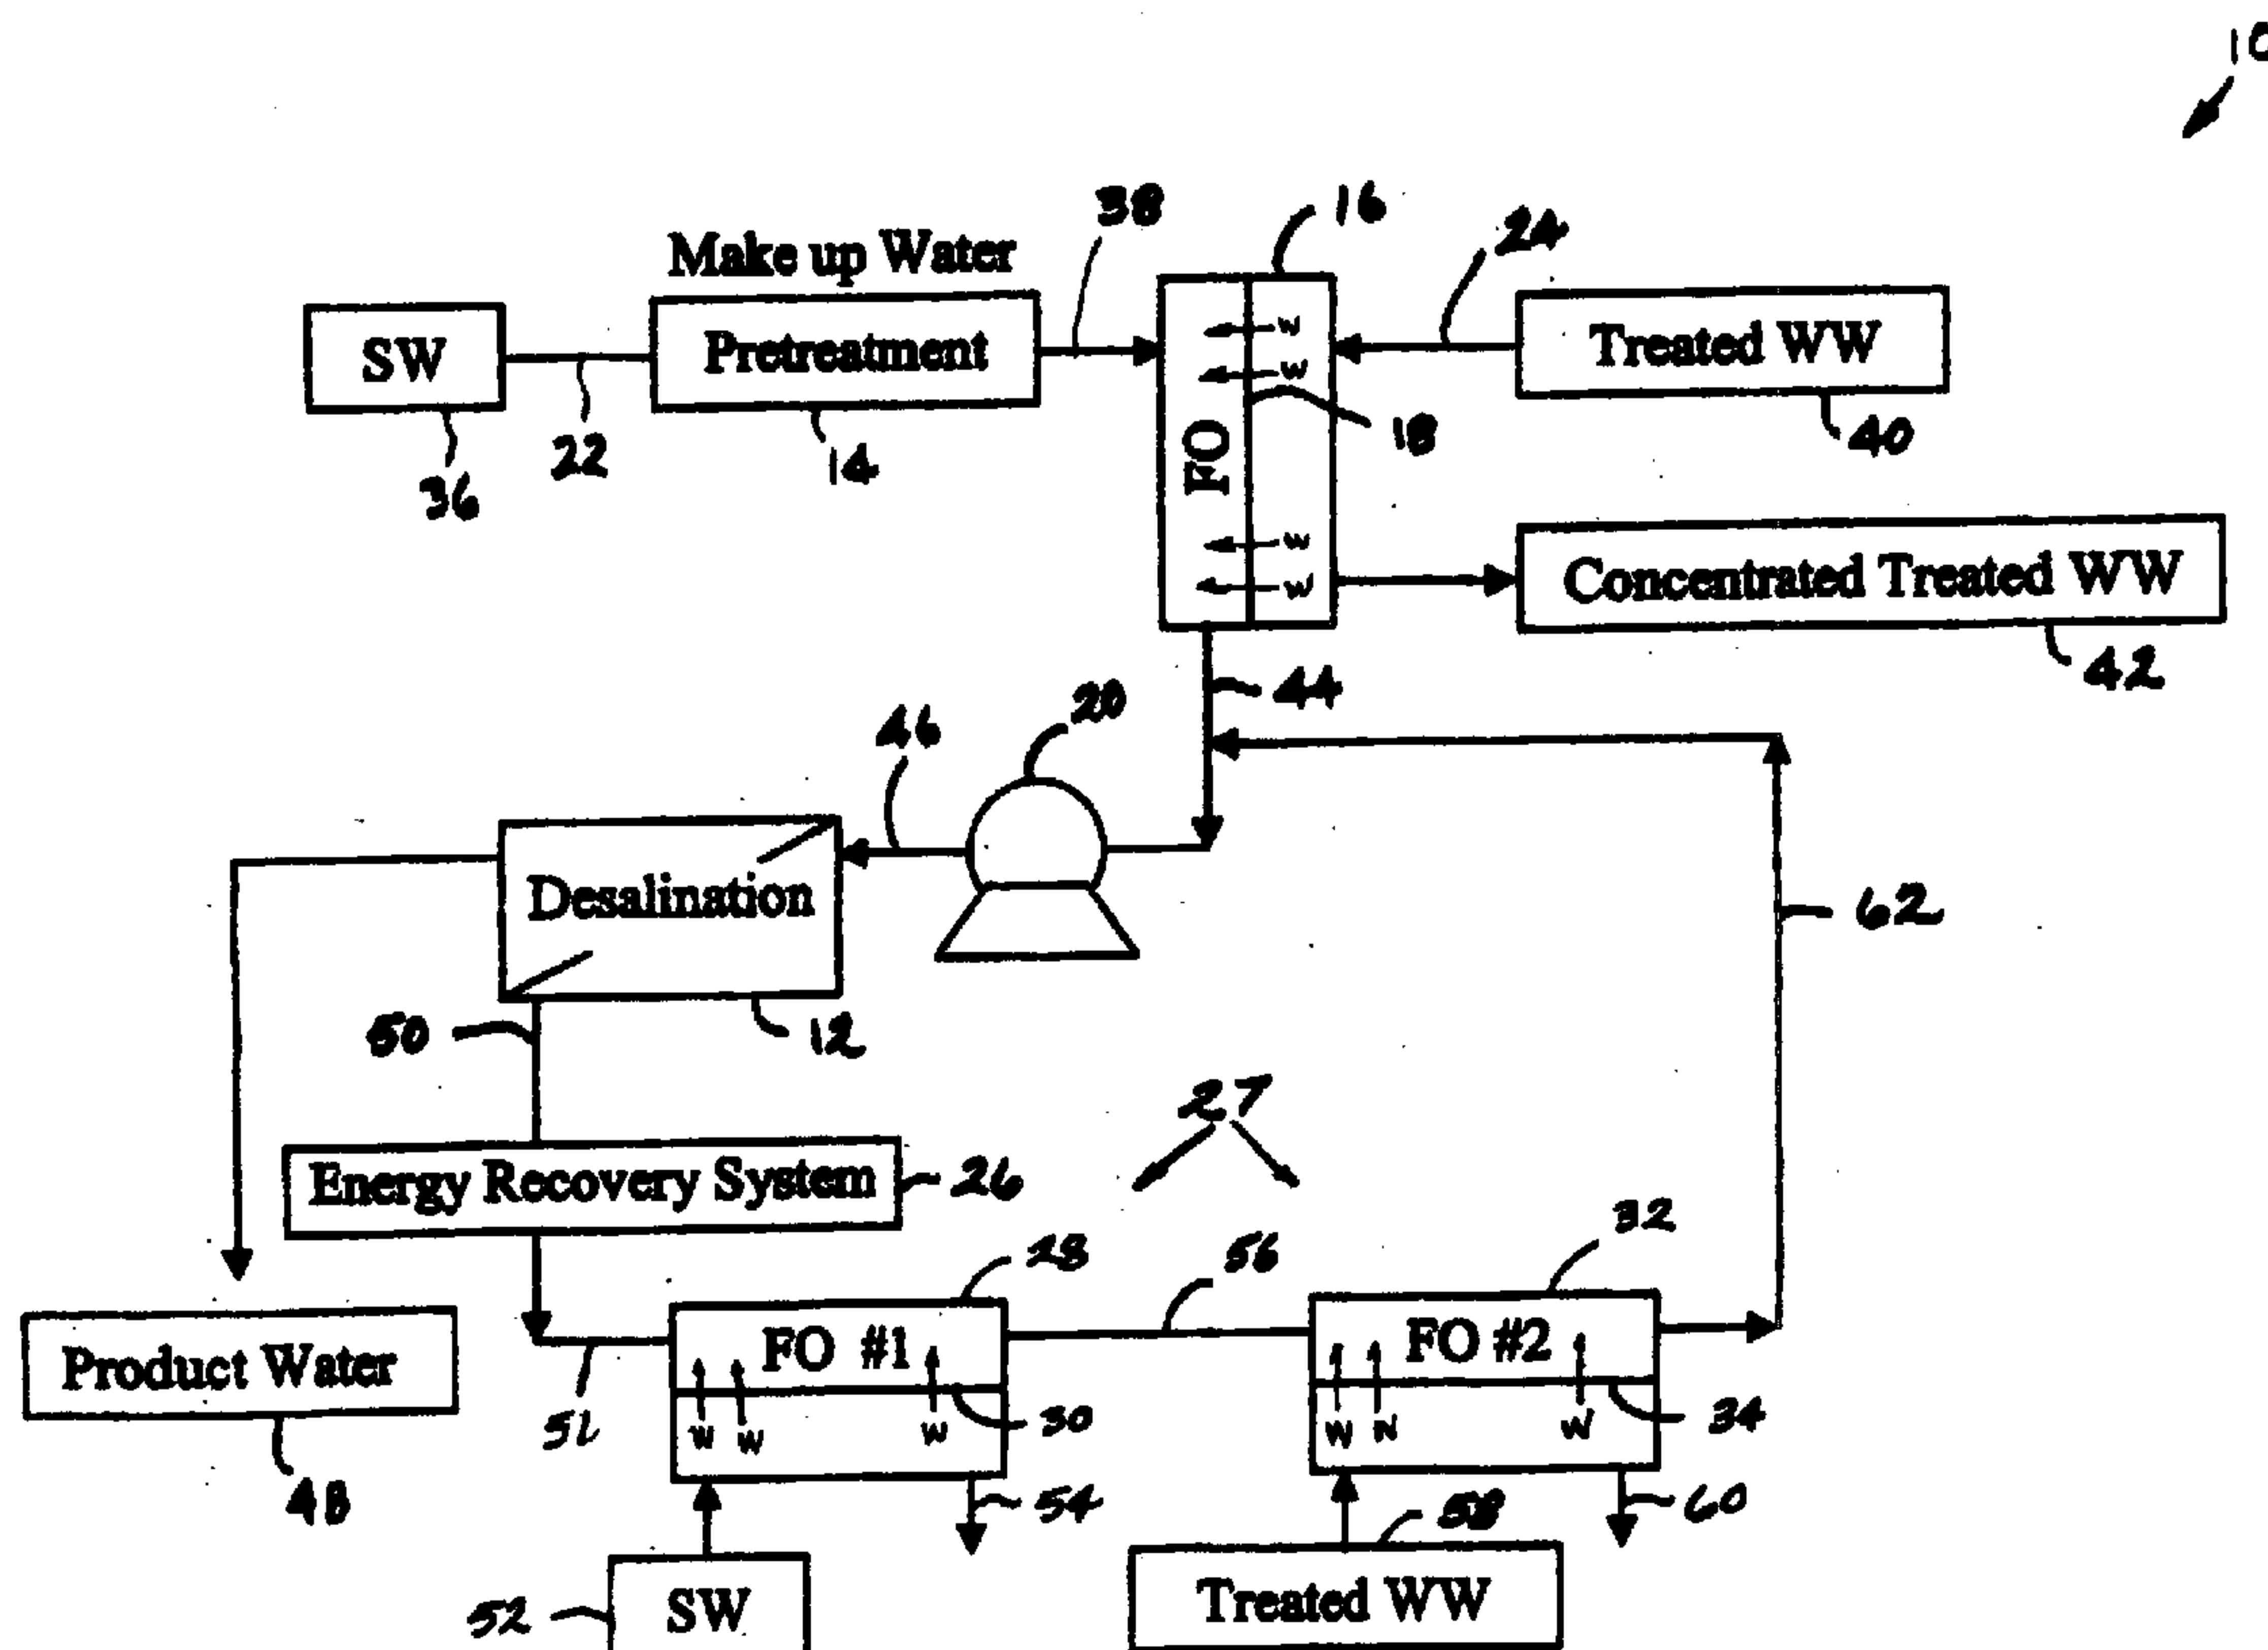 10
38
16
24
Make up Water
SW
Pretreatment
Treated WW
W
W
FO
18
22
14
40
36
W
W
Concentrated Treated WW
42
44
20
46
Desalination
62
50
12
27
Energy Recovery System
26
28
56
32
Product Water
FO #1
FO #2
51
W W W
30
W W W
34
48
54
58
60
52
SW
Treated WW